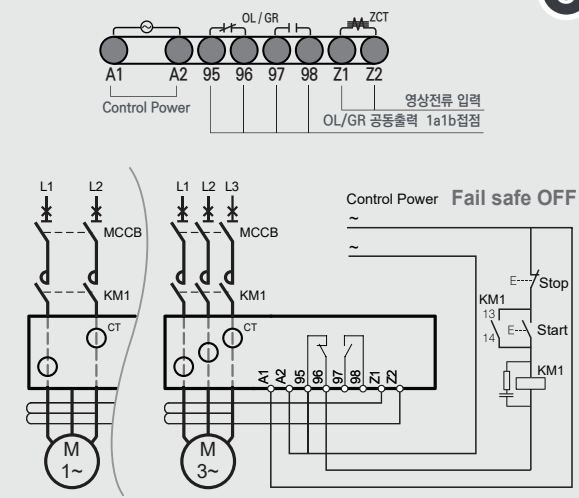 OL / GR
ZCT
A1 A2 95 96 97 98 Z1 Z2
Control Power
영상전류 입력
OL/GR 공동출력 1a1b접점
L1 L2
MCCB
KM1
CT
M
1~
L1 L2 L3
MCCB
KM1
CT
A1 A2 95 96 97 98 Z1 Z2
M
3~
Control Power Fail safe OFF
~
~
E Stop
KM1
13
14
E Start
KM1